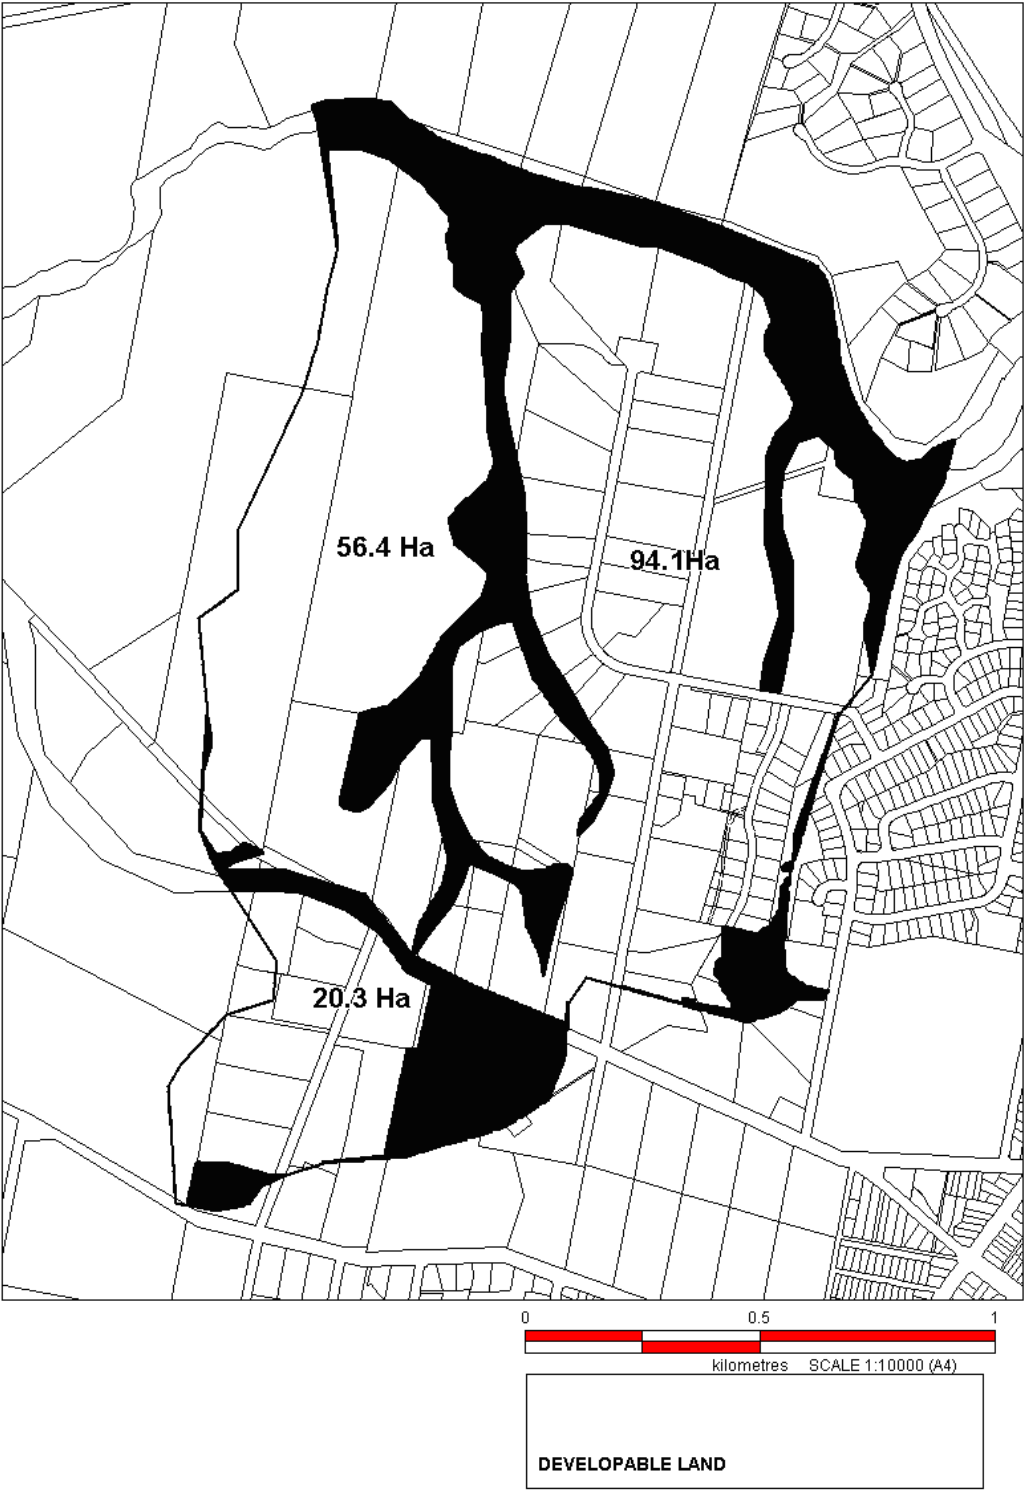 56.4 Ha
94.1Ha
20.3 Ha
0 0.5 1
kilometres SCALE 1:10000 (A4)
DEVELOPABLE LAND